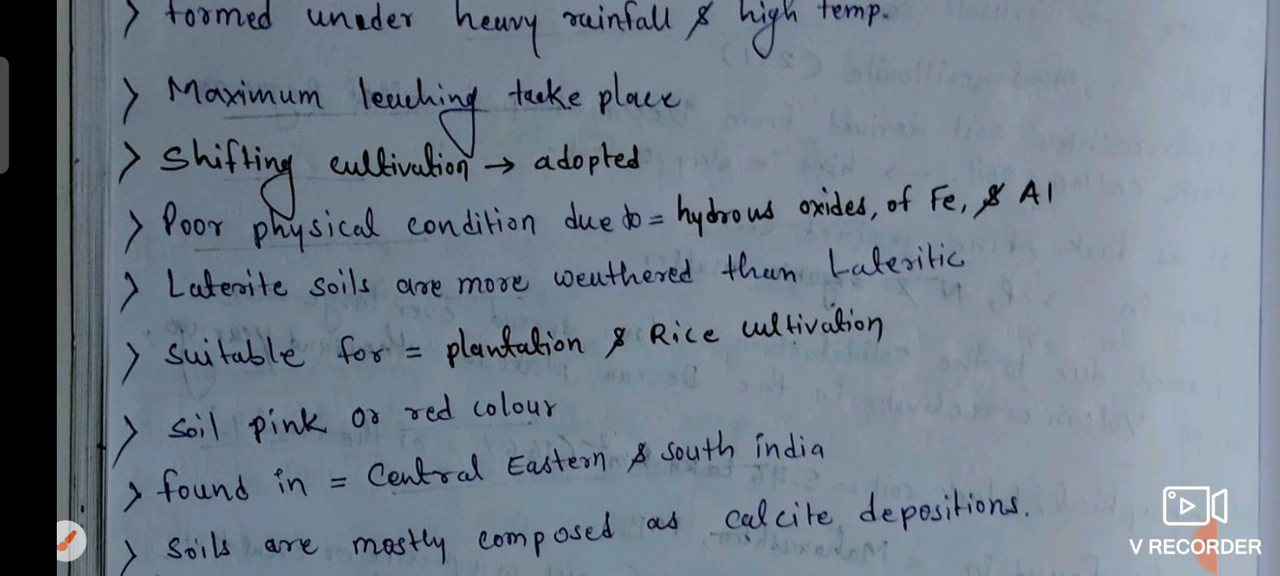 > formed under heavy rainfall & high temp.
> Maximum leaching take place
> Shifting cultivation → adopted
> Poor physical condition due to = hydrous oxides, of Fe, & Al
> Laterite soils are more weathered than Lateritic
> suitable for = plantation & Rice cultivation
> soil pink or red colour
> found in = Central Eastern & south india
> soils are mostly composed as calcite depositions.
V RECORDER